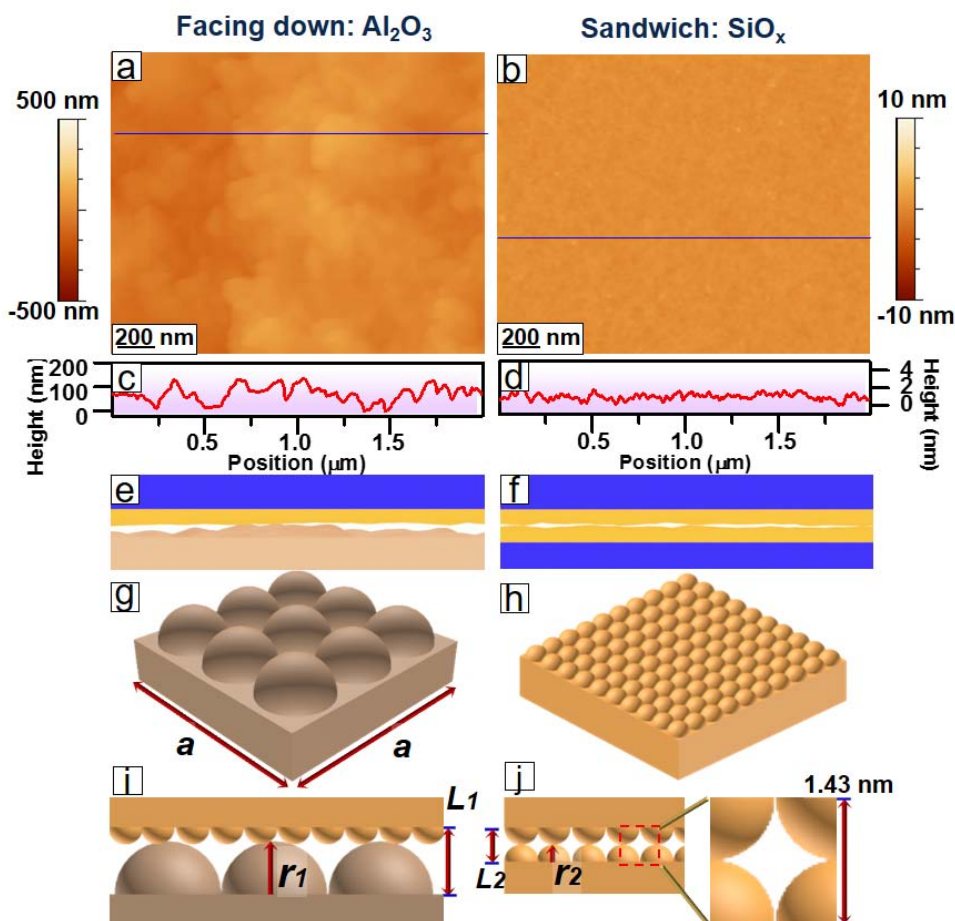 Facing down: Al₂O₃
Sandwich: SiOₓ
a
b
500 nm
-500 nm
10 nm
-10 nm
200 nm
200 nm
c
d
Height (nm)
200
100
0
0.5
1.0
1.5
Position (μm)
4
2
0
Height (nm)
0.5
1.0
1.5
Position (μm)
e
f
g
h
a
a
i
j
L₁
r₁
L₂
r₂
1.43 nm